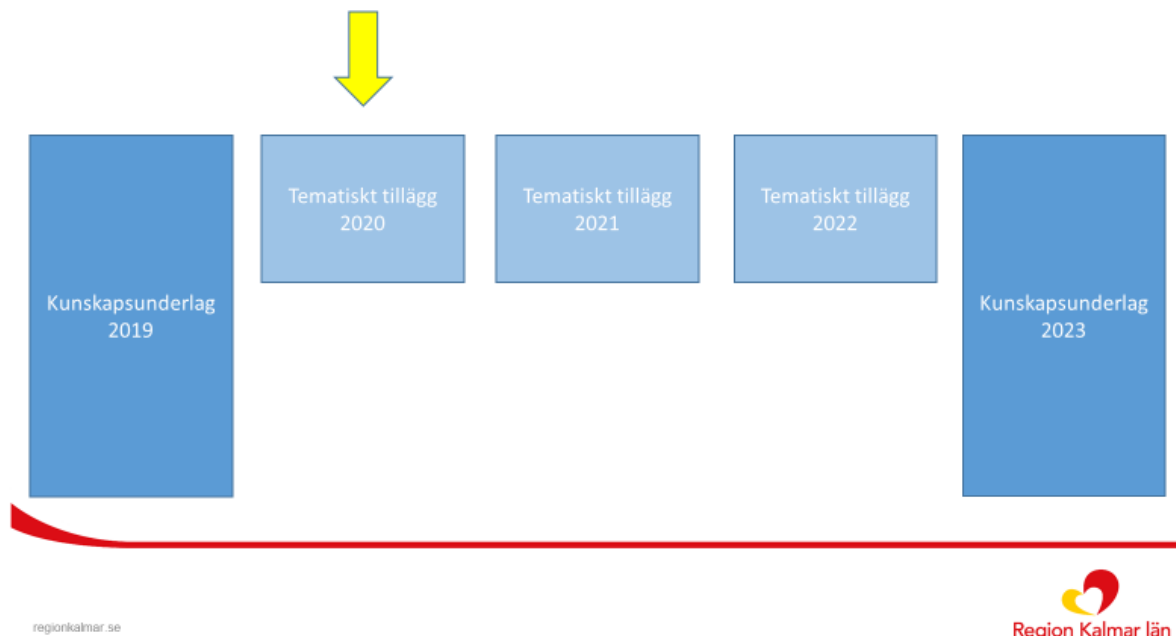 Kunskapsunderlag
2019
Tematiskt tillägg
2020
Tematiskt tillägg
2021
Tematiskt tillägg
2022
Kunskapsunderlag
2023
regionkalmar.se
Region Kalmar län